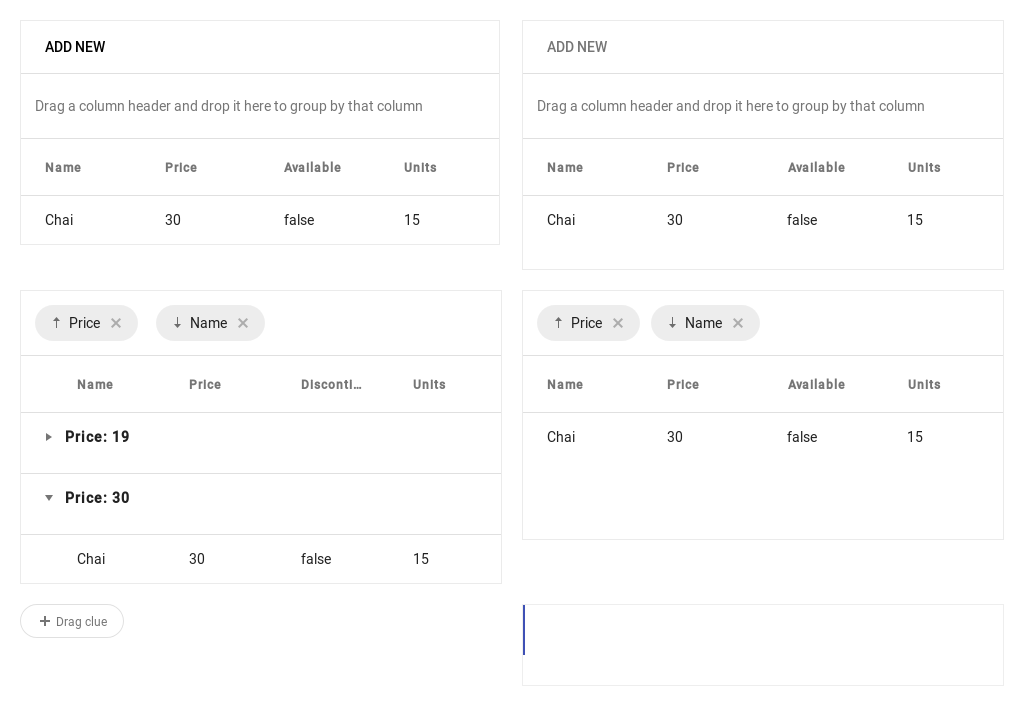 ADD NEW
Drag a column header and drop it here to group by that column
Name Price Available Units
Chai 30 false 15
ADD NEW
Drag a column header and drop it here to group by that column
Name Price Available Units
Chai 30 false 15
Price Name
Name Price Disconti... Units
Price: 19
Price: 30
Chai 30 false 15
Price Name
Name Price Available Units
Chai 30 false 15
Drag clue